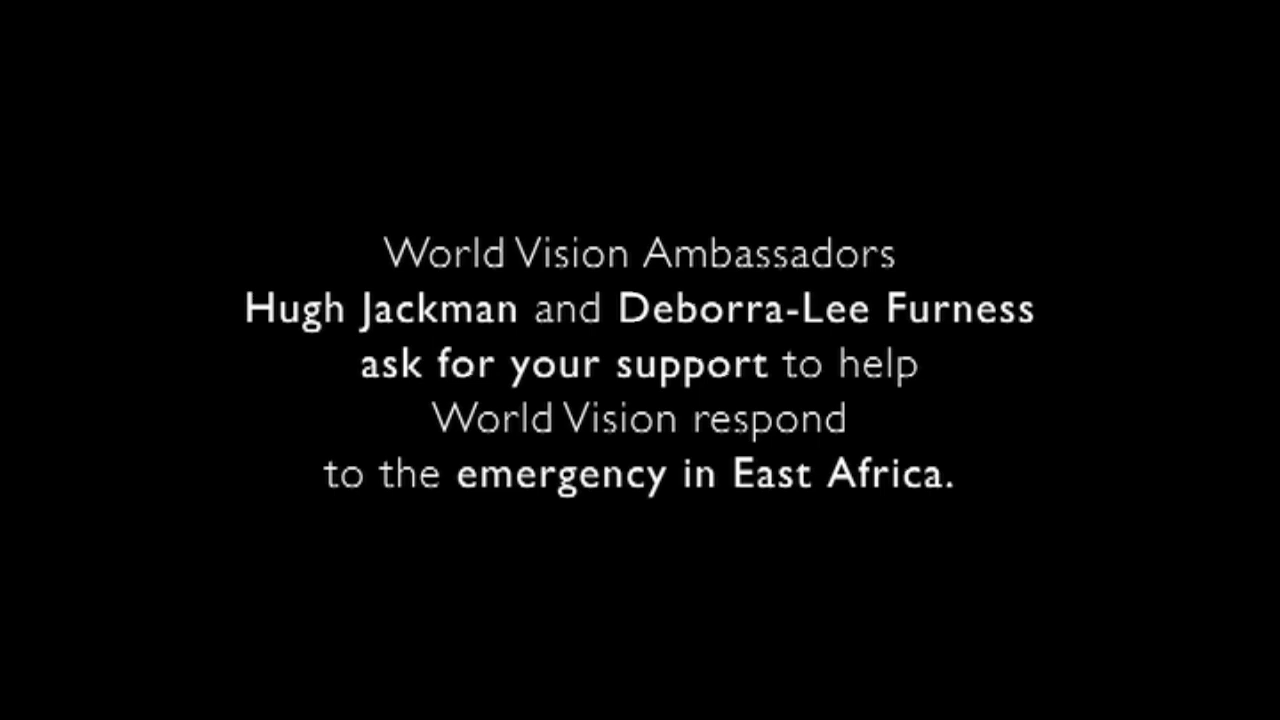 World Vision Ambassadors
Hugh Jackman and Deborra-Lee Furness
ask for your support to help
World Vision respond
to the emergency in East Africa.